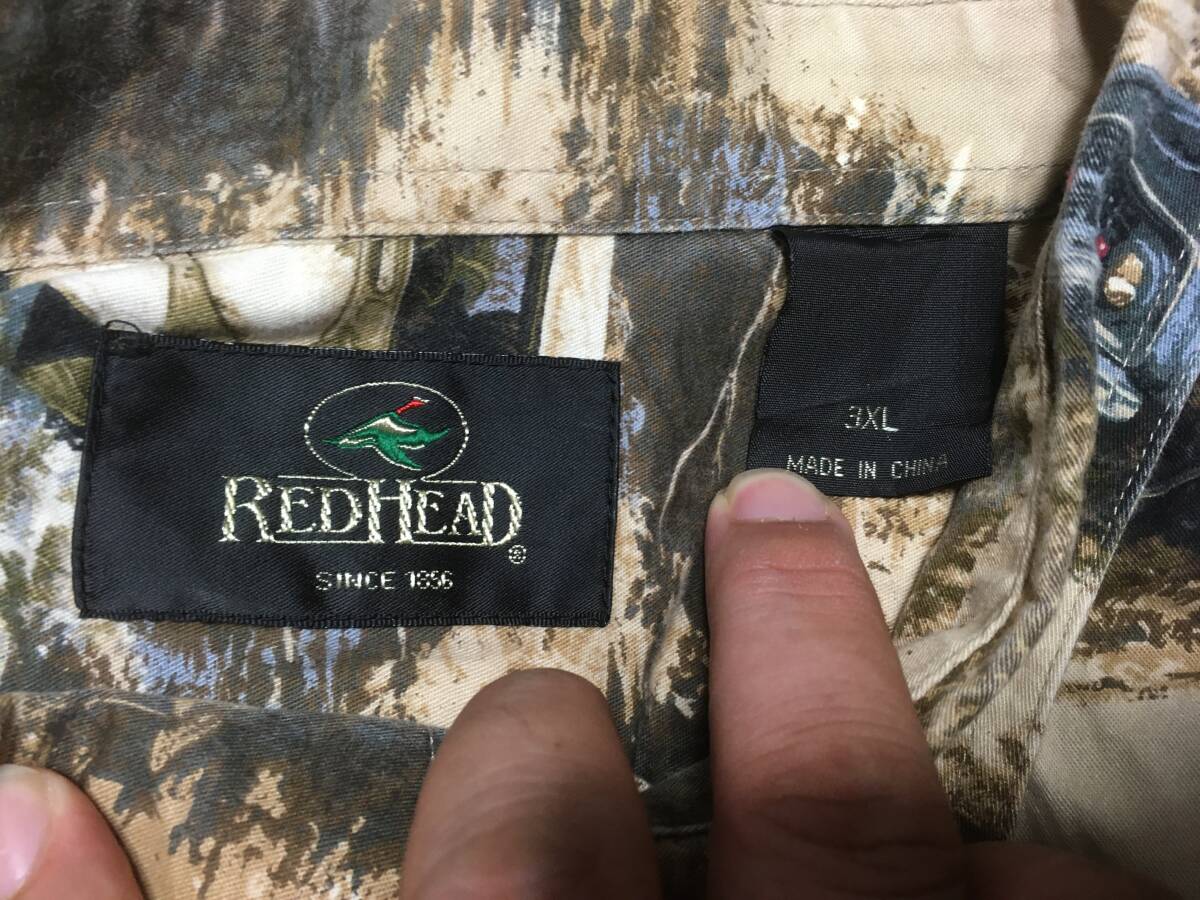 REDHEAD®
SINCE 1856
3XL
MADE IN CHINA